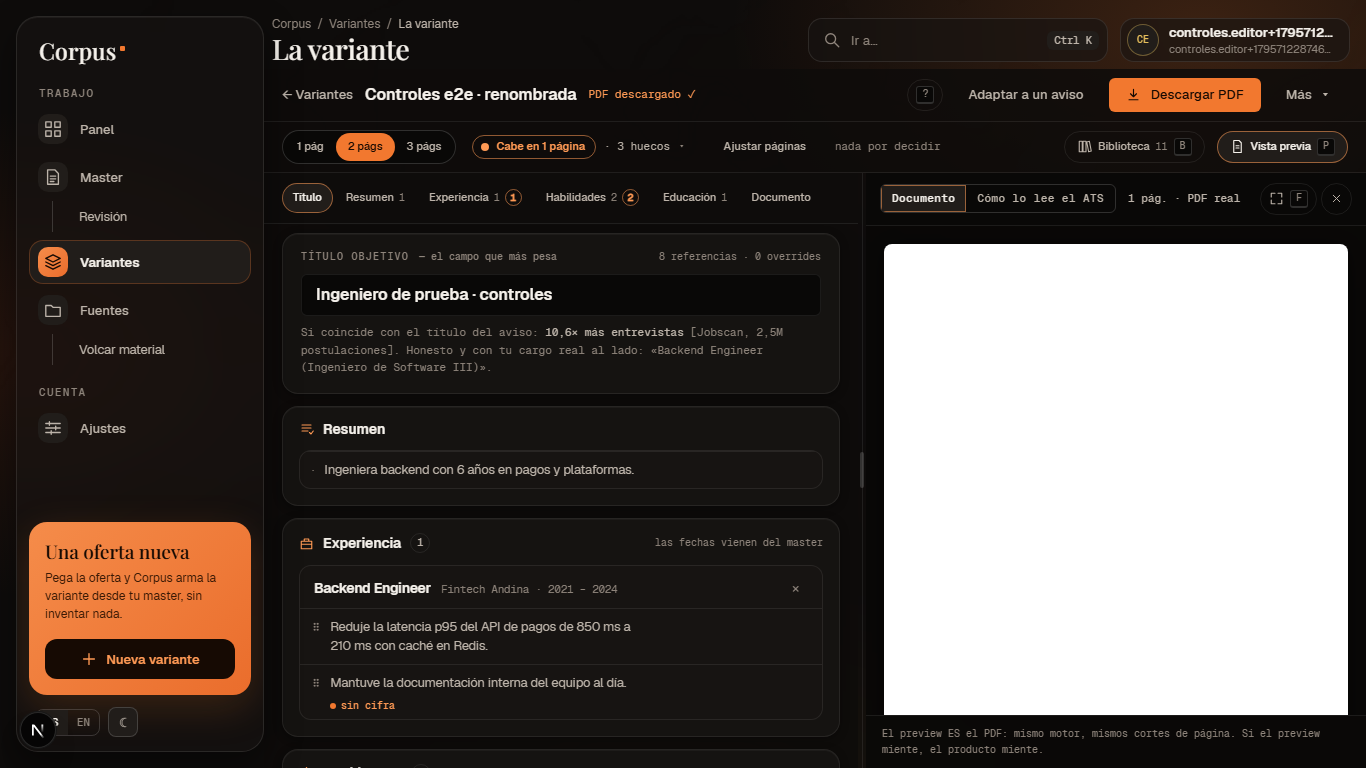 Corpus
TRABAJO
Panel
Master
Revisión
Variantes
Fuentes
Volcar material
CUENTA
Ajustes
Una oferta nueva
Pega la oferta y Corpus arma la
variante desde tu master, sin
inventar nada.
Nueva variante
EN
Corpus / Variantes / La variante
La variante
Ir a…
Ctrl K
CE
controles.editor+1795712…
controles.editor+179571228746…
← Variantes
Controles e2e · renombrada
PDF descargado ✓
?
Adaptar a un aviso
Descargar PDF
Más
1 pág
2 págs
3 págs
Cabe en 1 página
· 3 huecos ·
Ajustar páginas
nada por decidir
Biblioteca 11 B
Vista previa P
Título
Resumen 1
Experiencia 1 1
Habilidades 2 2
Educación 1
Documento
TÍTULO OBJETIVO — el campo que más pesa
8 referencias · 0 overrides
Ingeniero de prueba · controles
Si coincide con el título del aviso: 10,6× más entrevistas [Jobscan, 2,5M
postulaciones]. Honesto y con tu cargo real al lado: «Backend Engineer
(Ingeniero de Software III)».
Resumen
· Ingeniera backend con 6 años en pagos y plataformas.
Experiencia 1
las fechas vienen del master
Backend Engineer Fintech Andina · 2021 – 2024 ×
Reduje la latencia p95 del API de pagos de 850 ms a
210 ms con caché en Redis.
Mantuve la documentación interna del equipo al día.
sin cifra
Documento
Cómo lo lee el ATS
1 pág. · PDF real
F
×
El preview ES el PDF: mismo motor, mismos cortes de página. Si el preview
miente, el producto miente.